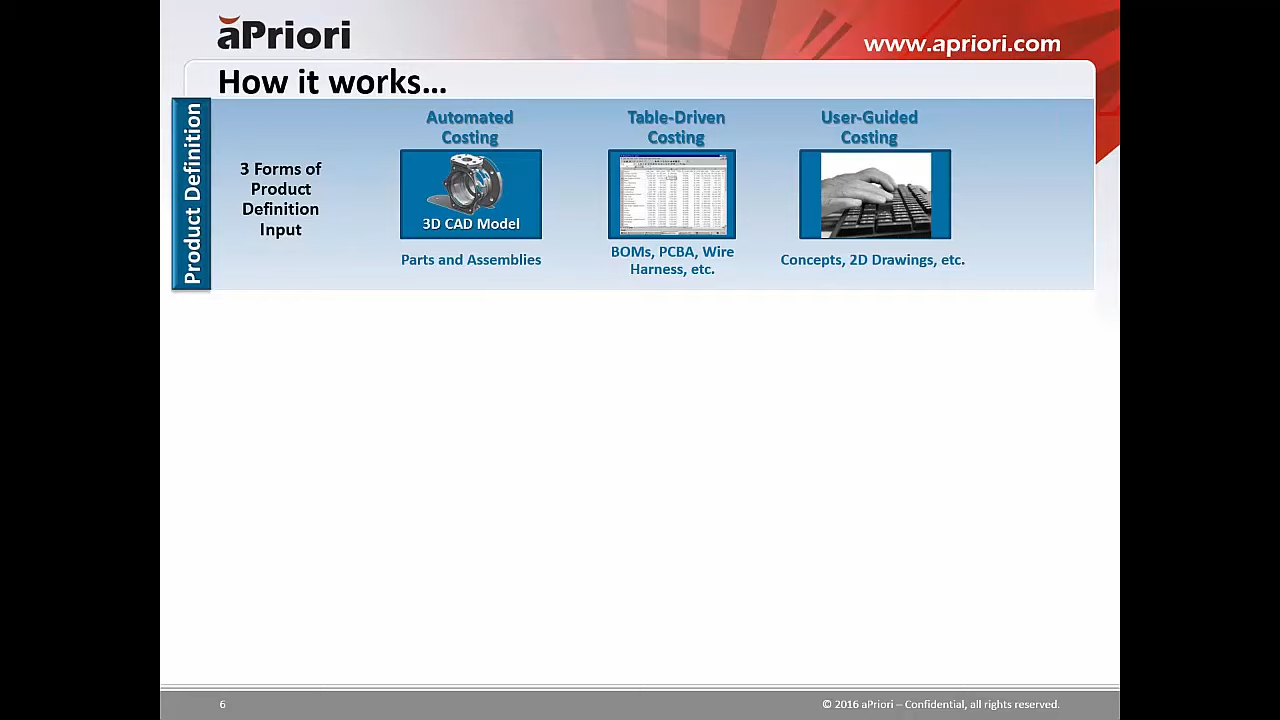 aPriori
www.apriori.com
How it works...
Product Definition
3 Forms of
Product
Definition
Input
Automated
Costing
3D CAD Model
Parts and Assemblies
Table-Driven
Costing
BOMs, PCBA, Wire
Harness, etc.
User-Guided
Costing
Concepts, 2D Drawings, etc.
6
© 2016 aPriori – Confidential, all rights reserved.